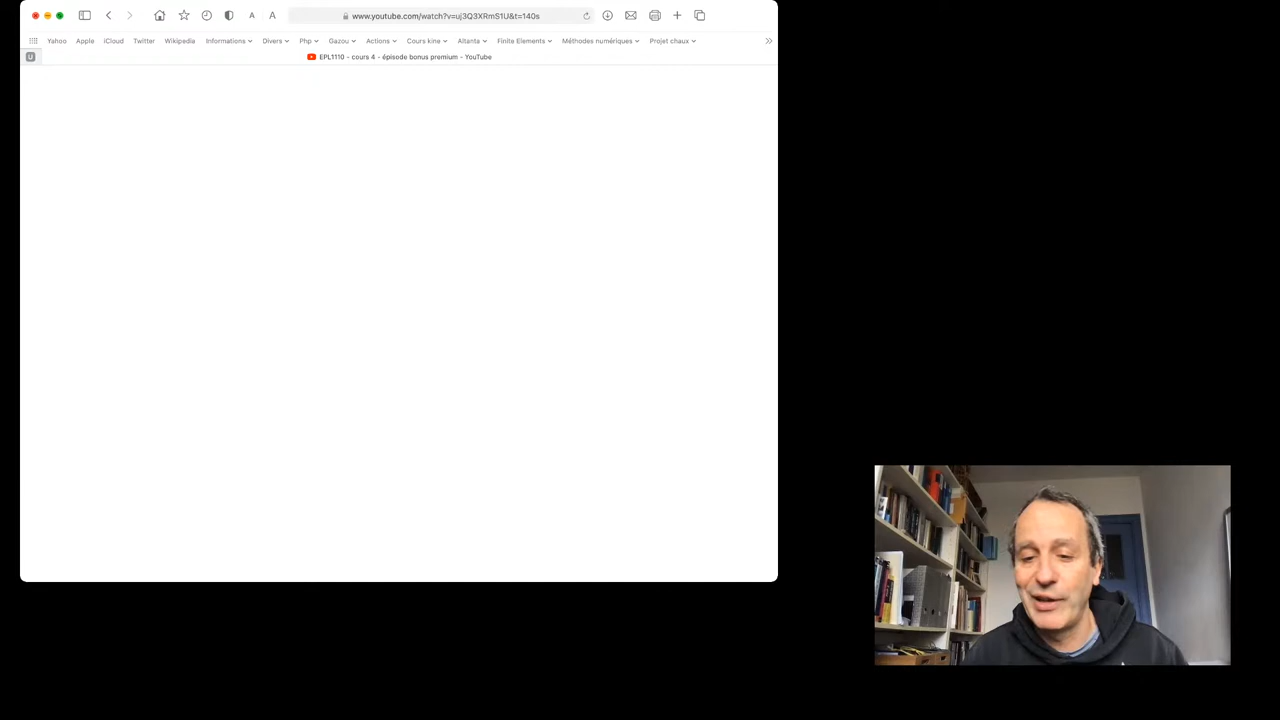 A A www.youtube.com/watch?v=uj3Q3XRmS1U&t=140s
Yahoo Apple iCloud Twitter Wikipedia Informations Divers Php Gazou Actions Cours kine Altanta Finite Elements Méthodes numériques Projet chaux
U EPL1110 - cours 4 - épisode bonus premium - YouTube